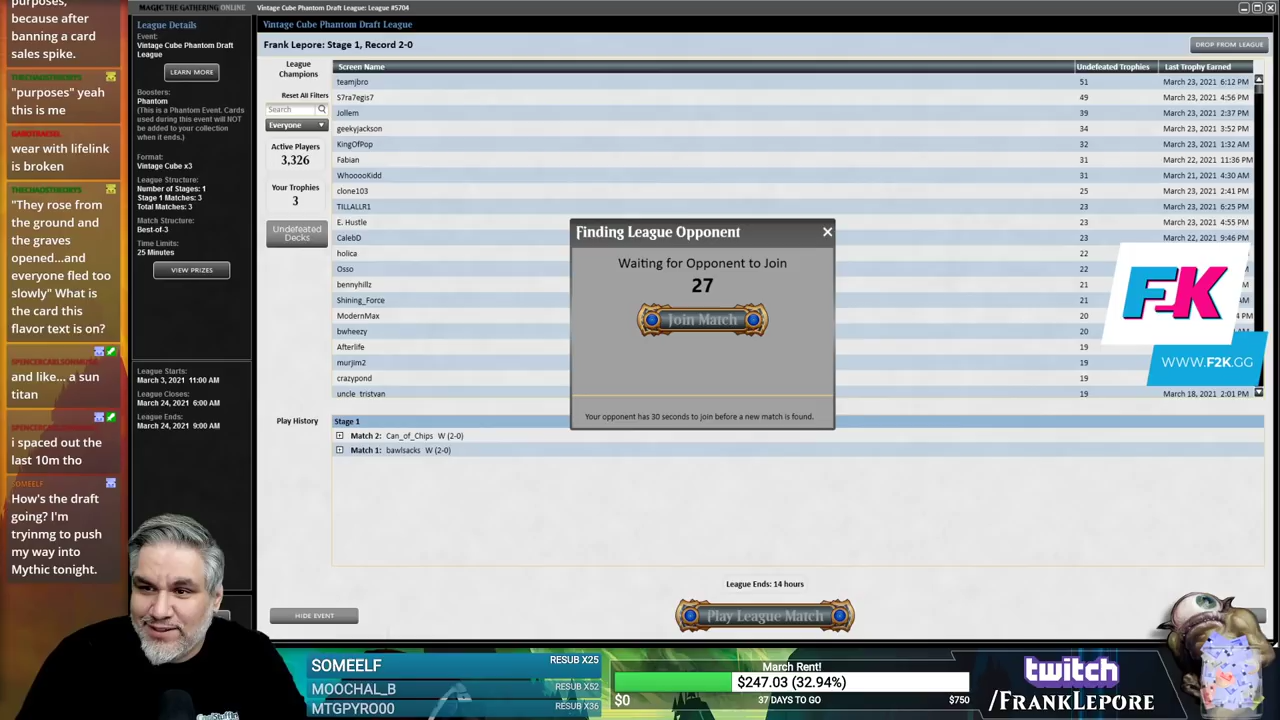 purposes,
because after
banning a card
sales spike.
THECHAOSTHEORY5
"purposes" yeah
this is me
wear with lifelink
is broken
THECHAOSTHEORY5
"They rose from
the ground and
the graves
opened...and
everyone fled too
slowly" What is
the card this
flavor text is on?
SPENCERCARLSONMUSIC
and like... a sun
titan
i spaced out the
last 10m tho
SOMEELF
How's the draft
going? I'm
tryinmg to push
my way into
Mythic tonight.
MAGIC THE GATHERING ONLINE
Vintage Cube Phantom Draft League: League #5704
League Details
Event:
Vintage Cube Phantom Draft
League
LEARN MORE
Boosters:
Phantom
(This is a Phantom Event. Cards
used during this event will NOT
be added to your collection
when it ends.)
Format:
Vintage Cube x3
League Structure:
Number of Stages: 1
Stage 1 Matches: 3
Total Matches: 3
Match Structure:
Best-of-3
Time Limits:
25 Minutes
VIEW PRIZES
League Starts:
March 3, 2021 11:00 AM
League Closes:
March 24, 2021 6:00 AM
League Ends:
March 24, 2021 9:00 AM
Vintage Cube Phantom Draft League
Frank Lepore: Stage 1, Record 2-0
DROP FROM LEAGUE
League
Champions
Reset All Filters
Search
Everyone
Active Players
3,326
Your Trophies
3
Undefeated
Decks
Screen Name Undefeated Trophies Last Trophy Earned
teamjbro 51 March 23, 2021 6:12 PM
S7ra7egis7 49 March 23, 2021 4:56 PM
Jollem 39 March 23, 2021 2:37 PM
geekyjackson 34 March 23, 2021 3:52 PM
KingOfPop 32 March 23, 2021 1:32 AM
Fabian 31 March 22, 2021 11:36 PM
WhooooKidd 31 March 23, 2021 4:30 AM
clone103 25 March 23, 2021 2:41 PM
TILLALLR1 23 March 23, 2021 6:25 PM
E. Hustle 23 March 23, 2021 4:55 PM
CalebD 23 March 22, 2021 9:46 PM
holica 22
Osso 22
bennyhillz 21
Shining_Force 21
ModernMax 20
bwheezy 20
Afterlife 19
murjim2 19
crazypond 19
uncle_tristvan 19 March 18, 2021 2:01 PM
Finding League Opponent
Waiting for Opponent to Join
27
Join Match
Your opponent has 30 seconds to join before a new match is found.
F2K
WWW.F2K.GG
Play History
Stage 1
Match 2: Can_of_Chips W (2-0)
Match 1: bawlsacks W (2-0)
League Ends: 14 hours
HIDE EVENT
Play League Match
SOMEELF RESUB X25
MOOCHAL_B RESUB X52
MTGPYRO00 RESUB X36
March Rent!
$247.03 (32.94%)
$0 37 DAYS TO GO $750
twitch
/FRANKLEPORE